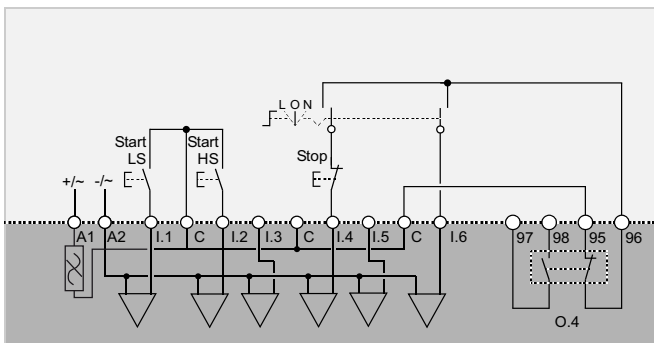 L O N
Start
LS
Start
HS
Stop
+/~
-/~
A1 A2 I.1 C I.2 I.3 C I.4 I.5 C I.6 97 98 95 96
O.4